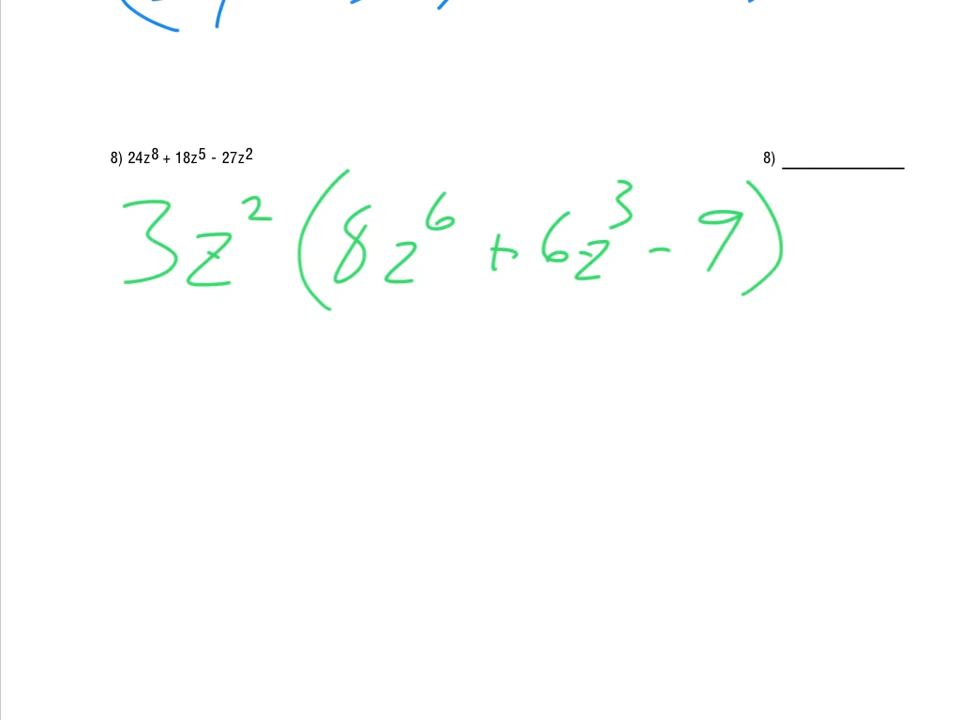 8) 24z⁸ + 18z⁵ - 27z² 8) ____________
3z² (8z⁶ + 6z³ - 9)